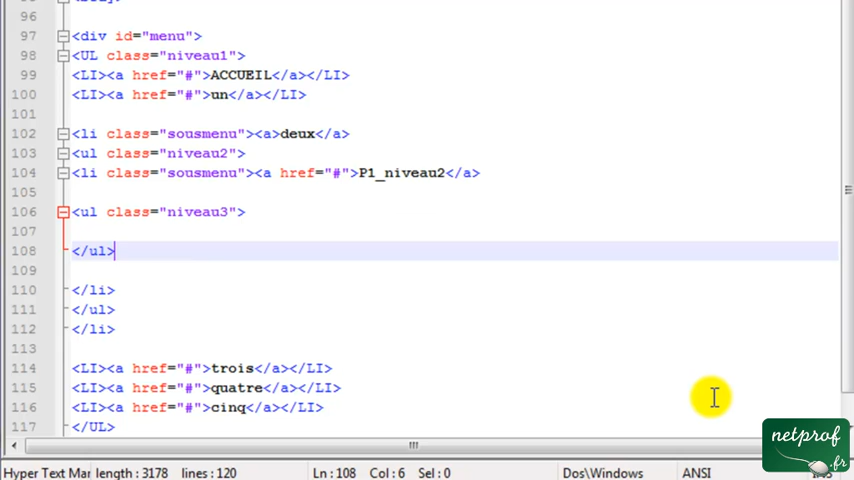 96
97 <div id="menu">
98 <UL class="niveau1">
99 <LI><a href="#">ACCUEIL</a></LI>
100 <LI><a href="#">un</a></LI>
101
102 <li class="sousmenu"><a>deux</a>
103 <ul class="niveau2">
104 <li class="sousmenu"><a href="#">P1_niveau2</a>
105
106 <ul class="niveau3">
107
108 </ul>
109
110 </li>
111 </ul>
112 </li>
113
114 <LI><a href="#">trois</a></LI>
115 <LI><a href="#">quatre</a></LI>
116 <LI><a href="#">cinq</a></LI>
117 </UL>
netprof
.fr
Hyper Text Mar length : 3178 lines : 120 Ln : 108 Col : 6 Sel : 0 Dos\Windows ANSI